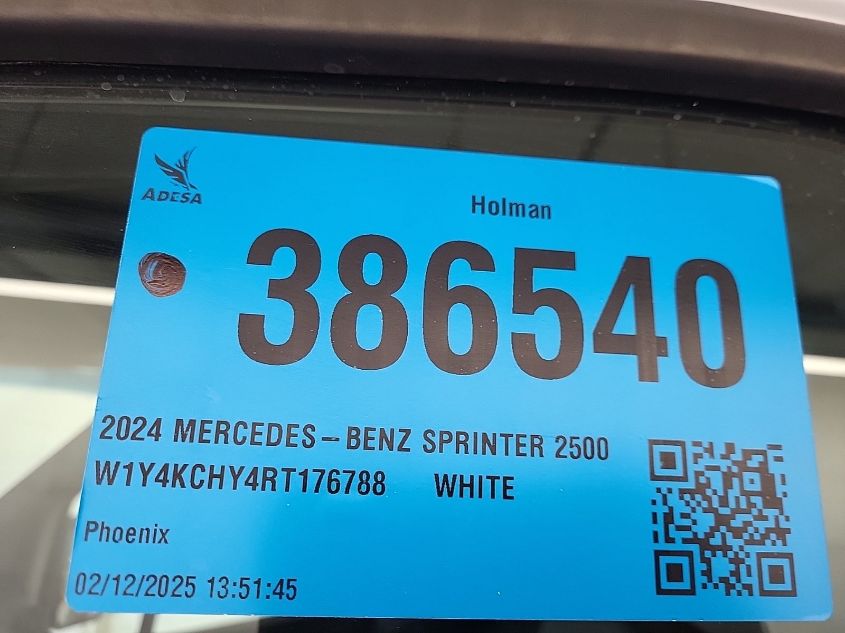 ADESA
Holman
386540
2024 MERCEDES-BENZ SPRINTER 2500
W1Y4KCHY4RT176788 WHITE
Phoenix
02/12/2025 13:51:45